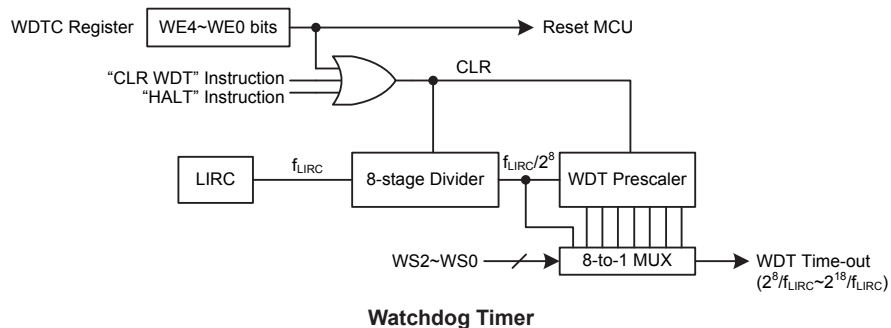 WDTC Register
WE4~WE0 bits
Reset MCU
“CLR WDT” Instruction
“HALT” Instruction
CLR
LIRC
fLIRC
8-stage Divider
fLIRC/2⁸
WDT Prescaler
WS2~WS0
8-to-1 MUX
WDT Time-out
(2⁸/fLIRC~2¹⁸/fLIRC)
Watchdog Timer